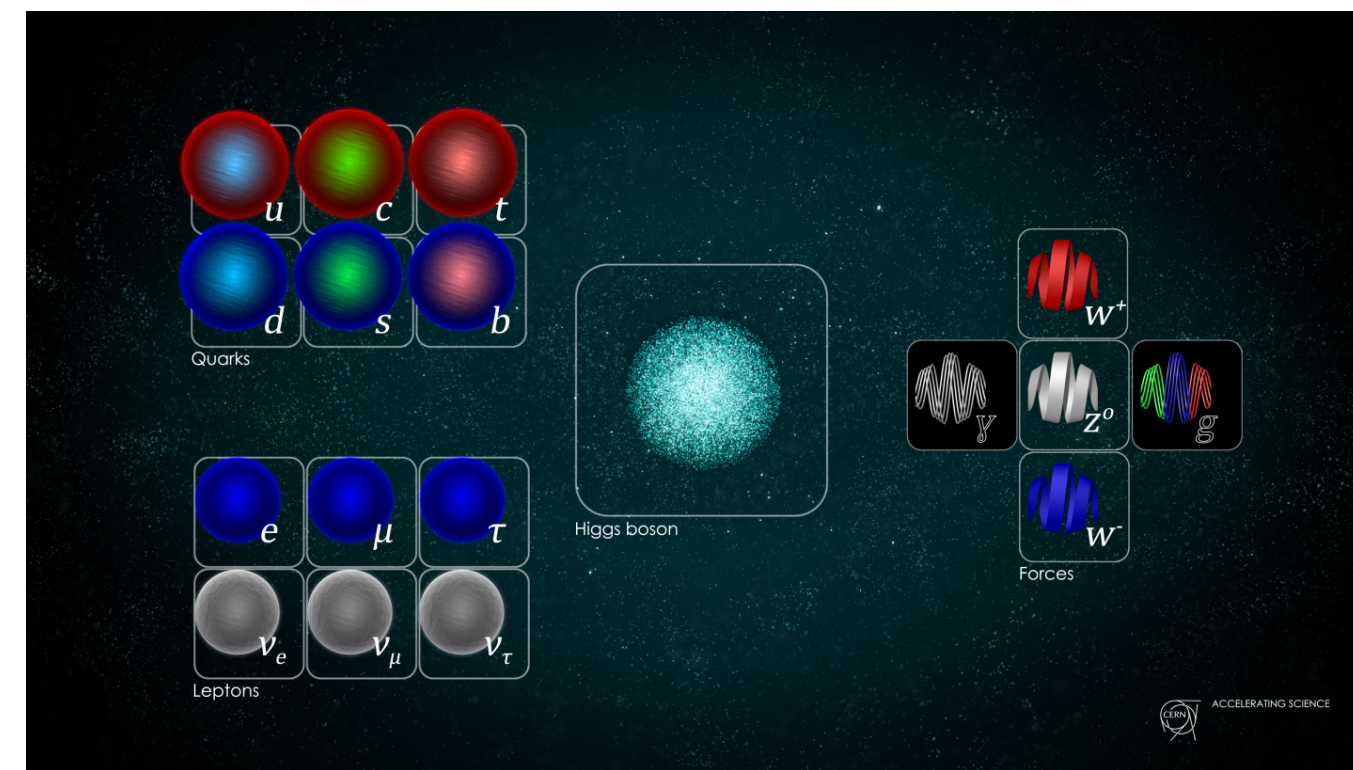 u c t
d s b
Quarks
e μ τ
νe νμ ντ
Leptons
Higgs boson
W+
γ Z0 g
W-
Forces
CERN
ACCELERATING SCIENCE